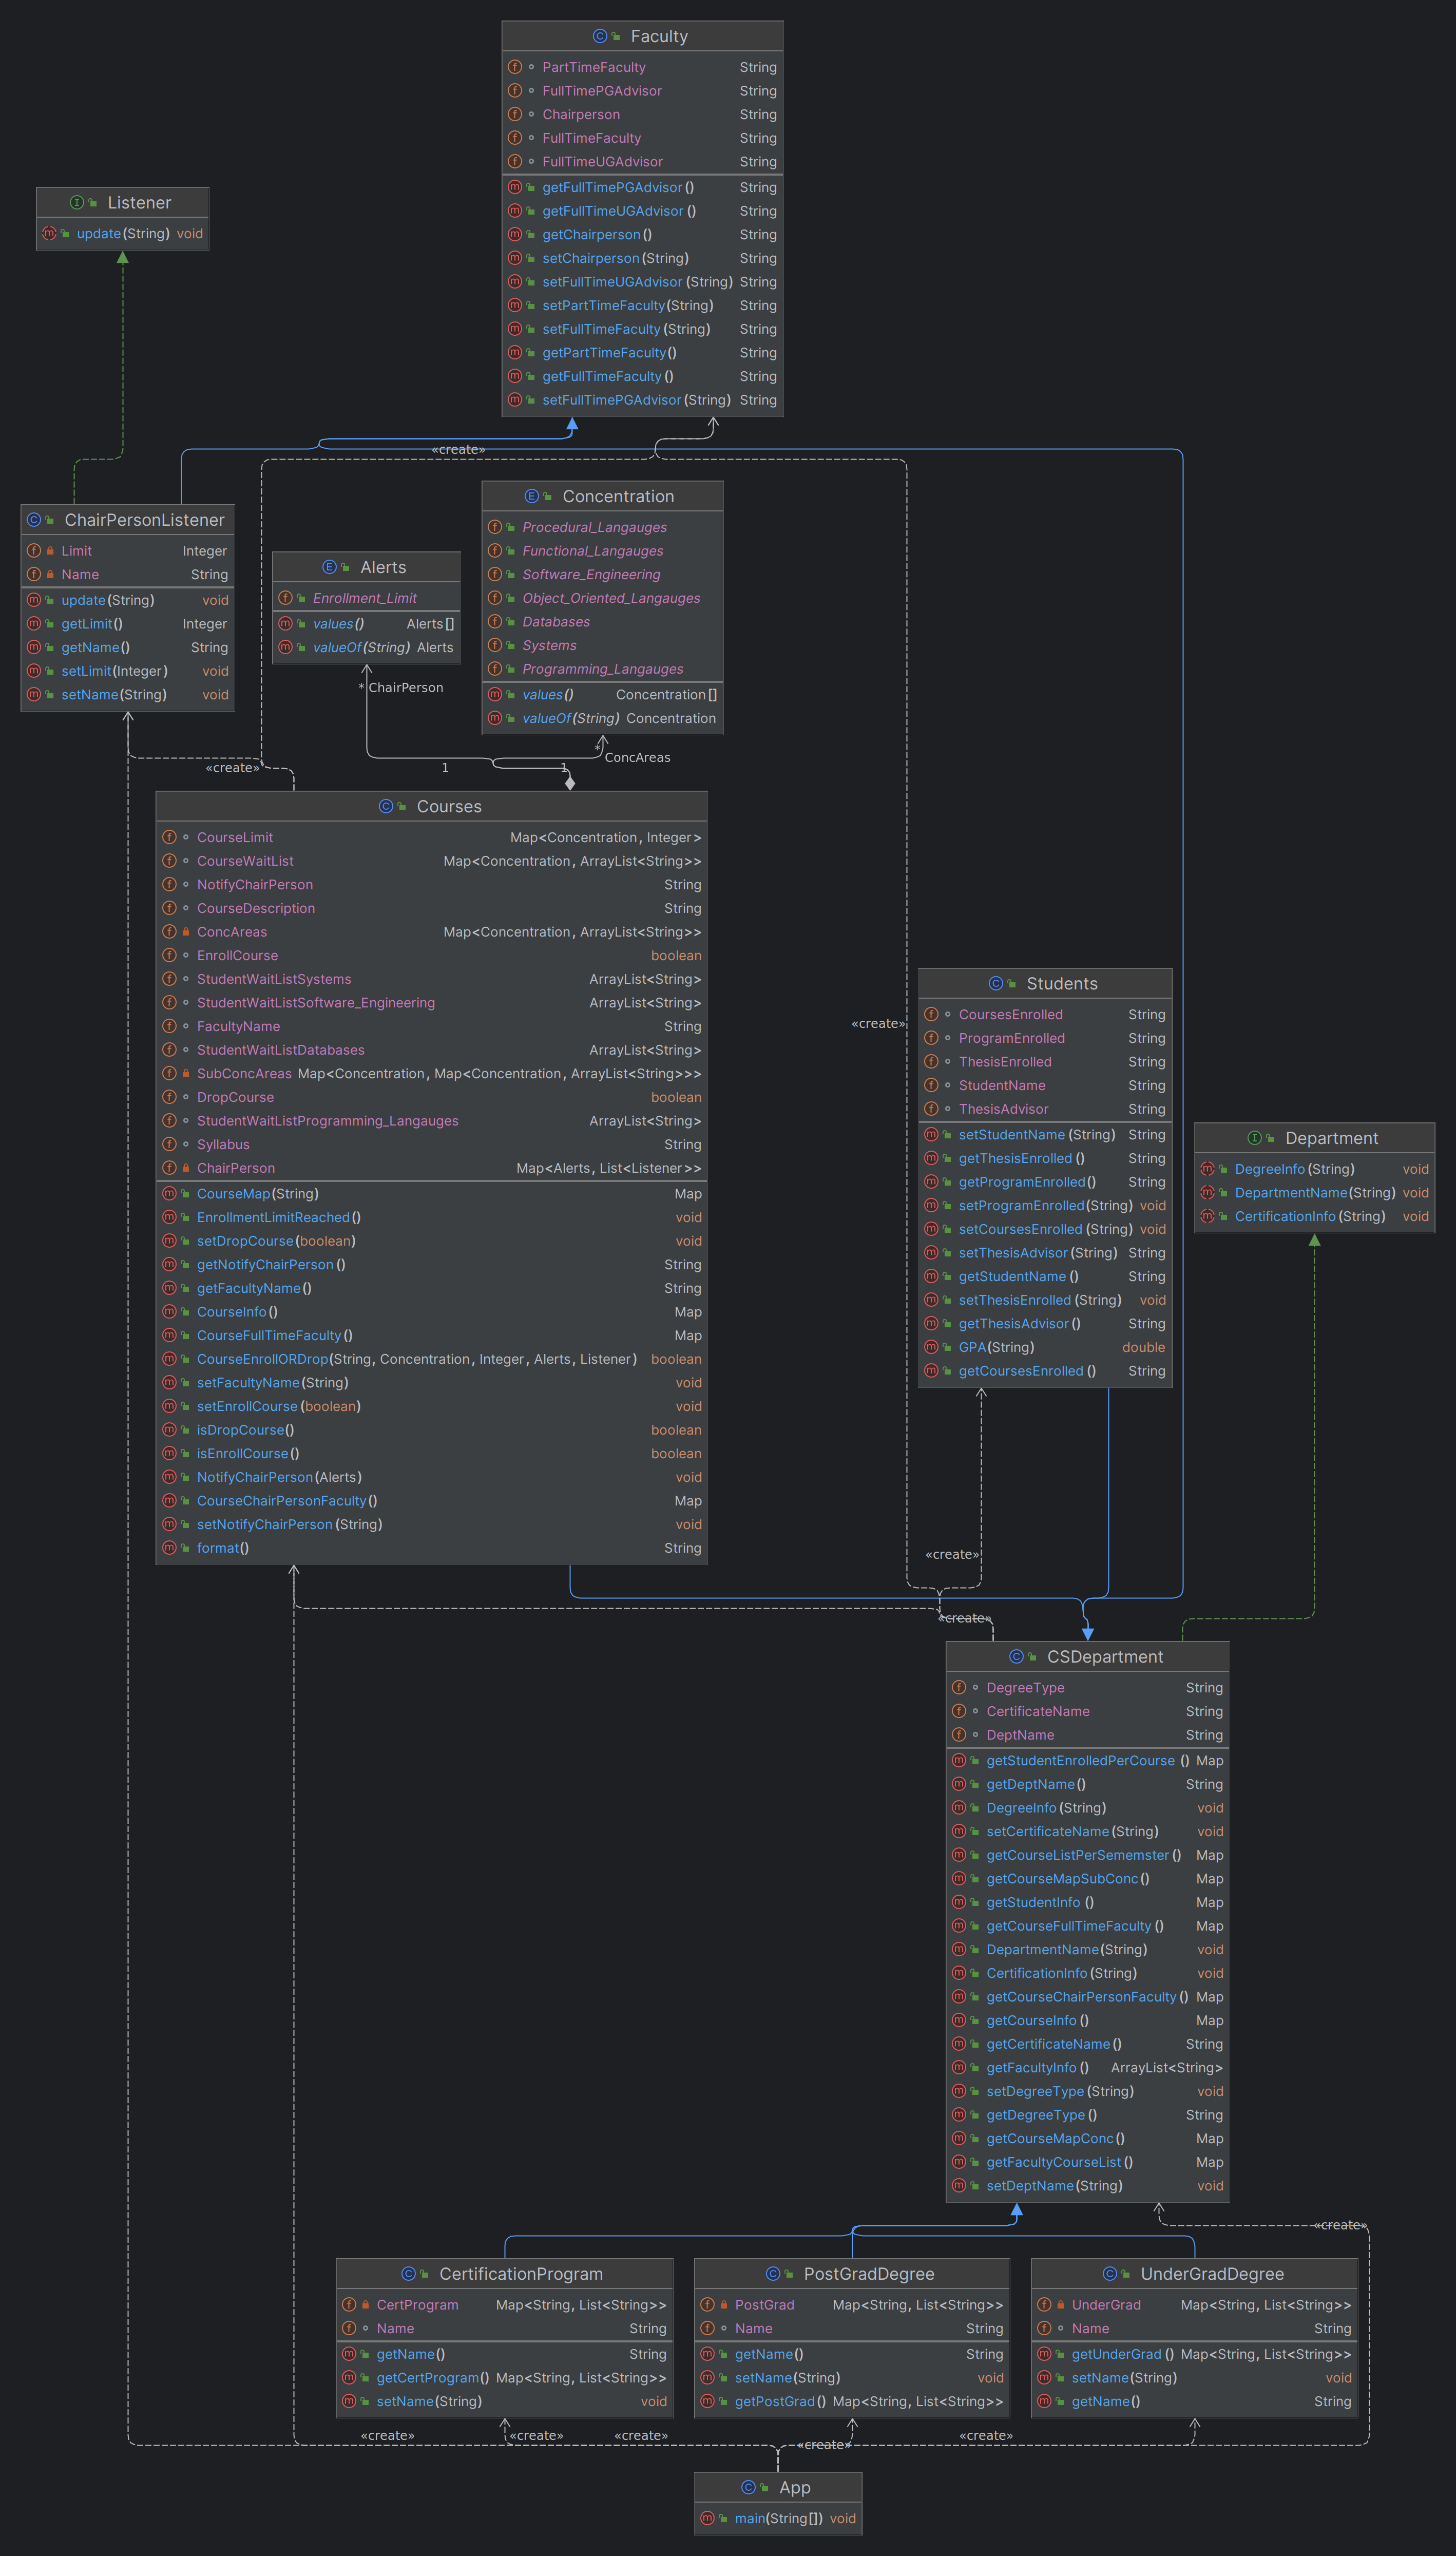 Faculty
PartTimeFaculty String
FullTimePGAdvisor String
Chairperson String
FullTimeFaculty String
FullTimeUGAdvisor String
getFullTimePGAdvisor() String
getFullTimeUGAdvisor() String
getChairperson() String
setChairperson(String) String
setFullTimeUGAdvisor(String) String
setPartTimeFaculty(String) String
setFullTimeFaculty(String) String
getPartTimeFaculty() String
getFullTimeFaculty() String
setFullTimePGAdvisor(String) String
Listener
update(String) void
«create»
ChairPersonListener
Limit Integer
Name String
update(String) void
getLimit() Integer
getName() String
setLimit(Integer) void
setName(String) void
Alerts
Enrollment_Limit
values() Alerts[]
valueOf(String) Alerts
Concentration
Procedural_Langauges
Functional_Langauges
Software_Engineering
Object_Oriented_Langauges
Databases
Systems
Programming_Langauges
values() Concentration[]
valueOf(String) Concentration
* ChairPerson
*
ConcAreas
«create»
1
1
Courses
CourseLimit Map<Concentration, Integer>
CourseWaitList Map<Concentration, ArrayList<String>>
NotifyChairPerson String
CourseDescription String
ConcAreas Map<Concentration, ArrayList<String>>
EnrollCourse boolean
StudentWaitListSystems ArrayList<String>
StudentWaitListSoftware_Engineering ArrayList<String>
FacultyName String
StudentWaitListDatabases ArrayList<String>
SubConcAreas Map<Concentration, Map<Concentration, ArrayList<String>>>
DropCourse boolean
StudentWaitListProgramming_Langauges ArrayList<String>
Syllabus String
ChairPerson Map<Alerts, List<Listener>>
CourseMap(String) Map
EnrollmentLimitReached() void
setDropCourse(boolean) void
getNotifyChairPerson() String
getFacultyName() String
CourseInfo() Map
CourseFullTimeFaculty() Map
CourseEnrollORDrop(String, Concentration, Integer, Alerts, Listener) boolean
setFacultyName(String) void
setEnrollCourse(boolean) void
isDropCourse() boolean
isEnrollCourse() boolean
NotifyChairPerson(Alerts) void
CourseChairPersonFaculty() Map
setNotifyChairPerson(String) void
format() String
«create»
Students
CoursesEnrolled String
ProgramEnrolled String
ThesisEnrolled String
StudentName String
ThesisAdvisor String
setStudentName(String) String
getThesisEnrolled() String
getProgramEnrolled() String
setProgramEnrolled(String) void
setCoursesEnrolled(String) void
setThesisAdvisor(String) String
getStudentName() String
setThesisEnrolled(String) void
getThesisAdvisor() String
GPA(String) double
getCoursesEnrolled() String
Department
DegreeInfo(String) void
DepartmentName(String) void
CertificationInfo(String) void
«create»
«create»
CSDepartment
DegreeType String
CertificateName String
DeptName String
getStudentEnrolledPerCourse() Map
getDeptName() String
DegreeInfo(String) void
setCertificateName(String) void
getCourseListPerSememster() Map
getCourseMapSubConc() Map
getStudentInfo() Map
getCourseFullTimeFaculty() Map
DepartmentName(String) void
CertificationInfo(String) void
getCourseChairPersonFaculty() Map
getCourseInfo() Map
getCertificateName() String
getFacultyInfo() ArrayList<String>
setDegreeType(String) void
getDegreeType() String
getCourseMapConc() Map
getFacultyCourseList() Map
setDeptName(String) void
«create»
CertificationProgram
CertProgram Map<String, List<String>>
Name String
getName() String
getCertProgram() Map<String, List<String>>
setName(String) void
PostGradDegree
PostGrad Map<String, List<String>>
Name String
getName() String
setName(String) void
getPostGrad() Map<String, List<String>>
UnderGradDegree
UnderGrad Map<String, List<String>>
Name String
getUnderGrad() Map<String, List<String>>
setName(String) void
getName() String
«create» «create» «create» «create» «create»
App
main(String[]) void